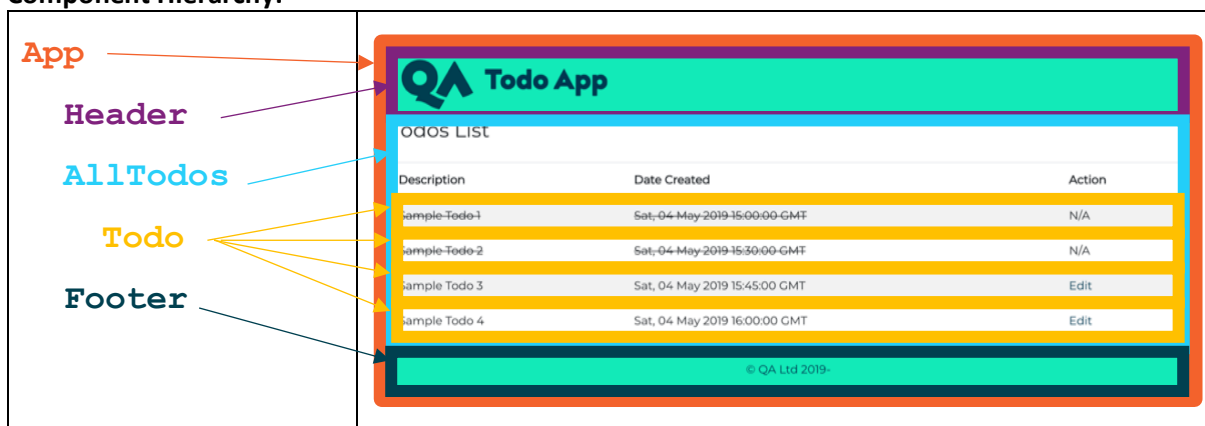 Component Hierarchy:
App
Header
AllTodos
Todo
Footer
QA Todo App
odos List
Description Date Created Action
Sample Todo 1 Sat, 04 May 2019 15:00:00 GMT N/A
Sample Todo 2 Sat, 04 May 2019 15:30:00 GMT N/A
Sample Todo 3 Sat, 04 May 2019 15:45:00 GMT Edit
Sample Todo 4 Sat, 04 May 2019 16:00:00 GMT Edit
© QA Ltd 2019-